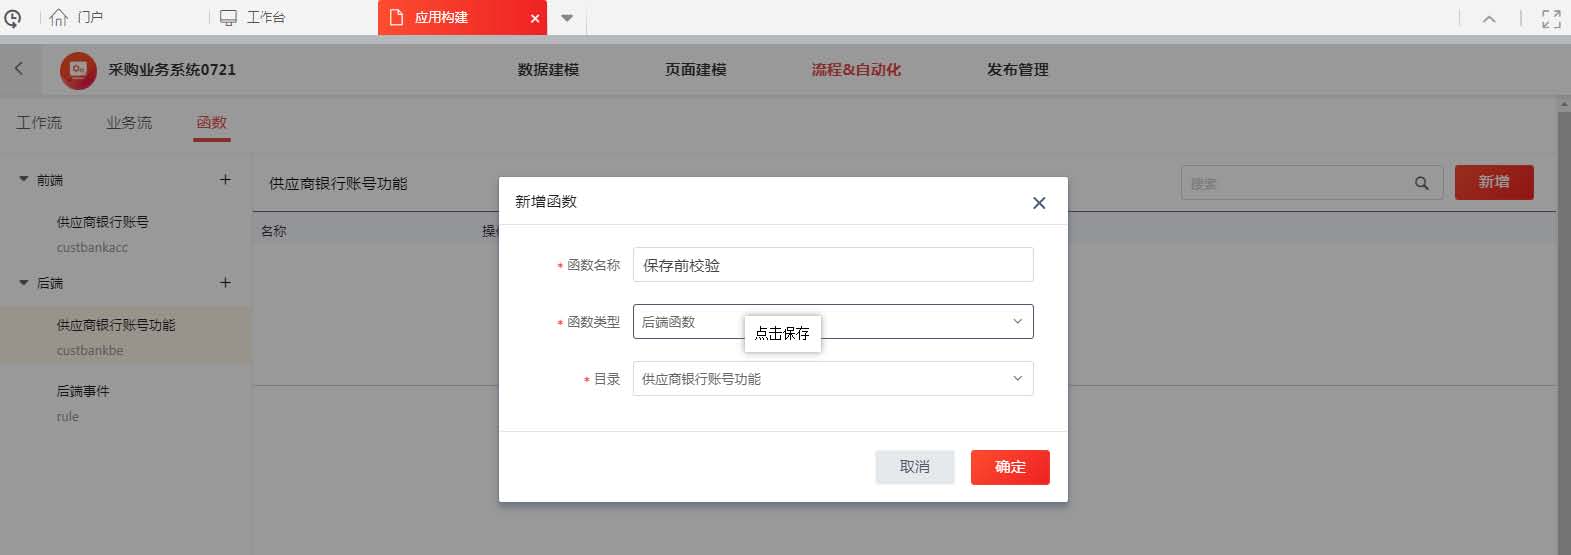 门户
工作台
应用构建
采购业务系统0721
数据建模
页面建模
流程&自动化
发布管理
工作流
业务流
函数
前端
供应商银行账号
custbankacc
后端
供应商银行账号功能
custbankbe
后端事件
rule
供应商银行账号功能
搜索
新增
名称
新增函数
* 函数名称
保存前校验
* 函数类型
后端函数
点击保存
* 目录
供应商银行账号功能
取消
确定